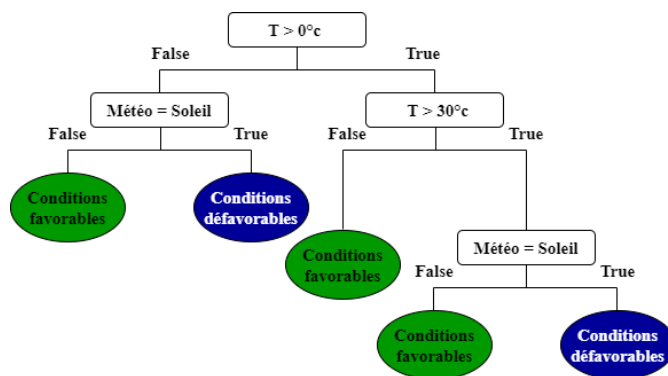 T > 0°c
False
True
Météo = Soleil
T > 30°c
False
True
False
True
Conditions
favorables
Conditions
défavorables
Conditions
favorables
Météo = Soleil
False
True
Conditions
favorables
Conditions
défavorables